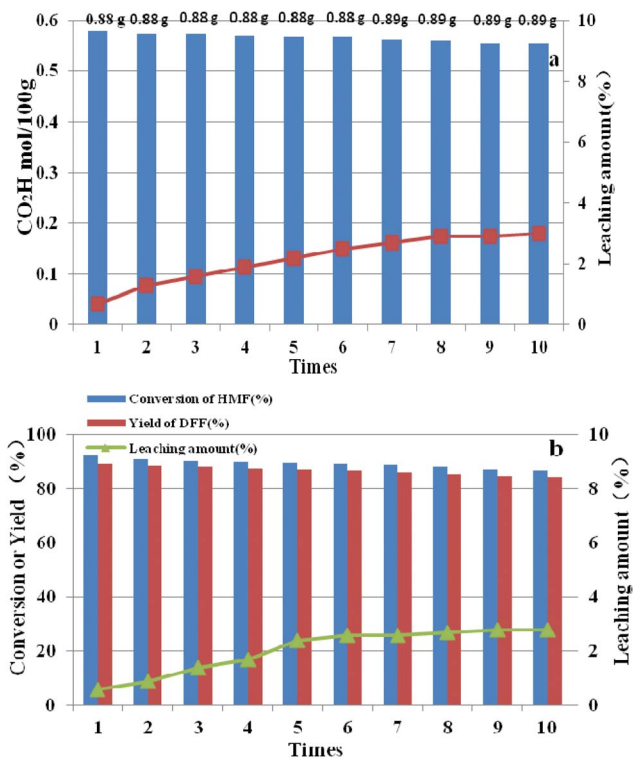 0.88 g 0.88 g 0.88 g 0.88 g 0.88 g 0.88 g 0.89g 0.89 g 0.89 g 0.89 g
a
CO₂H mol/100g
0.6
0.5
0.4
0.3
0.2
0.1
0
Leaching amount(%)
10
8
6
4
2
0
1 2 3 4 5 6 7 8 9 10
Times
Conversion of HMF(%)
Yield of DFF(%)
Leaching amount(%)
b
Conversion or Yield （%）
100
80
60
40
20
0
Leaching amount（%）
10
8
6
4
2
0
1 2 3 4 5 6 7 8 9 10
Times